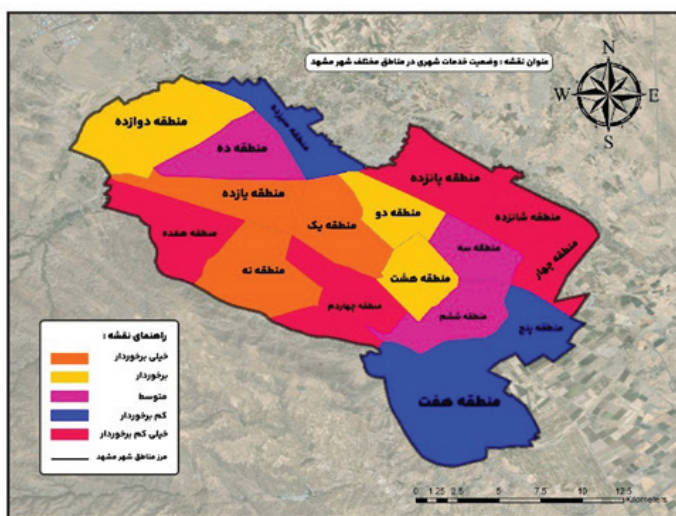 عنوان نقشه : وضعیت خدمات شهری در مناطق مختلف شهر مشهد
N
W E
S
منطقه دوازده
منطقه سیزده
منطقه ده
منطقه پانزده
منطقه یازده
منطقه یک
منطقه دو
منطقه شانزده
منطقه هفده
منطقه سه
منطقه چهار
منطقه نه
منطقه هشت
منطقه چهاردم
منطقه ششم
منطقه پنج
منطقه هفت
راهنمای نقشه :
خیلی برخوردار
برخوردار
متوسط
کم برخوردار
خیلی کم برخوردار
مرز مناطق شهر مشهد
0 1.25 2.5 5 7.5 10 12.5
Kilometers